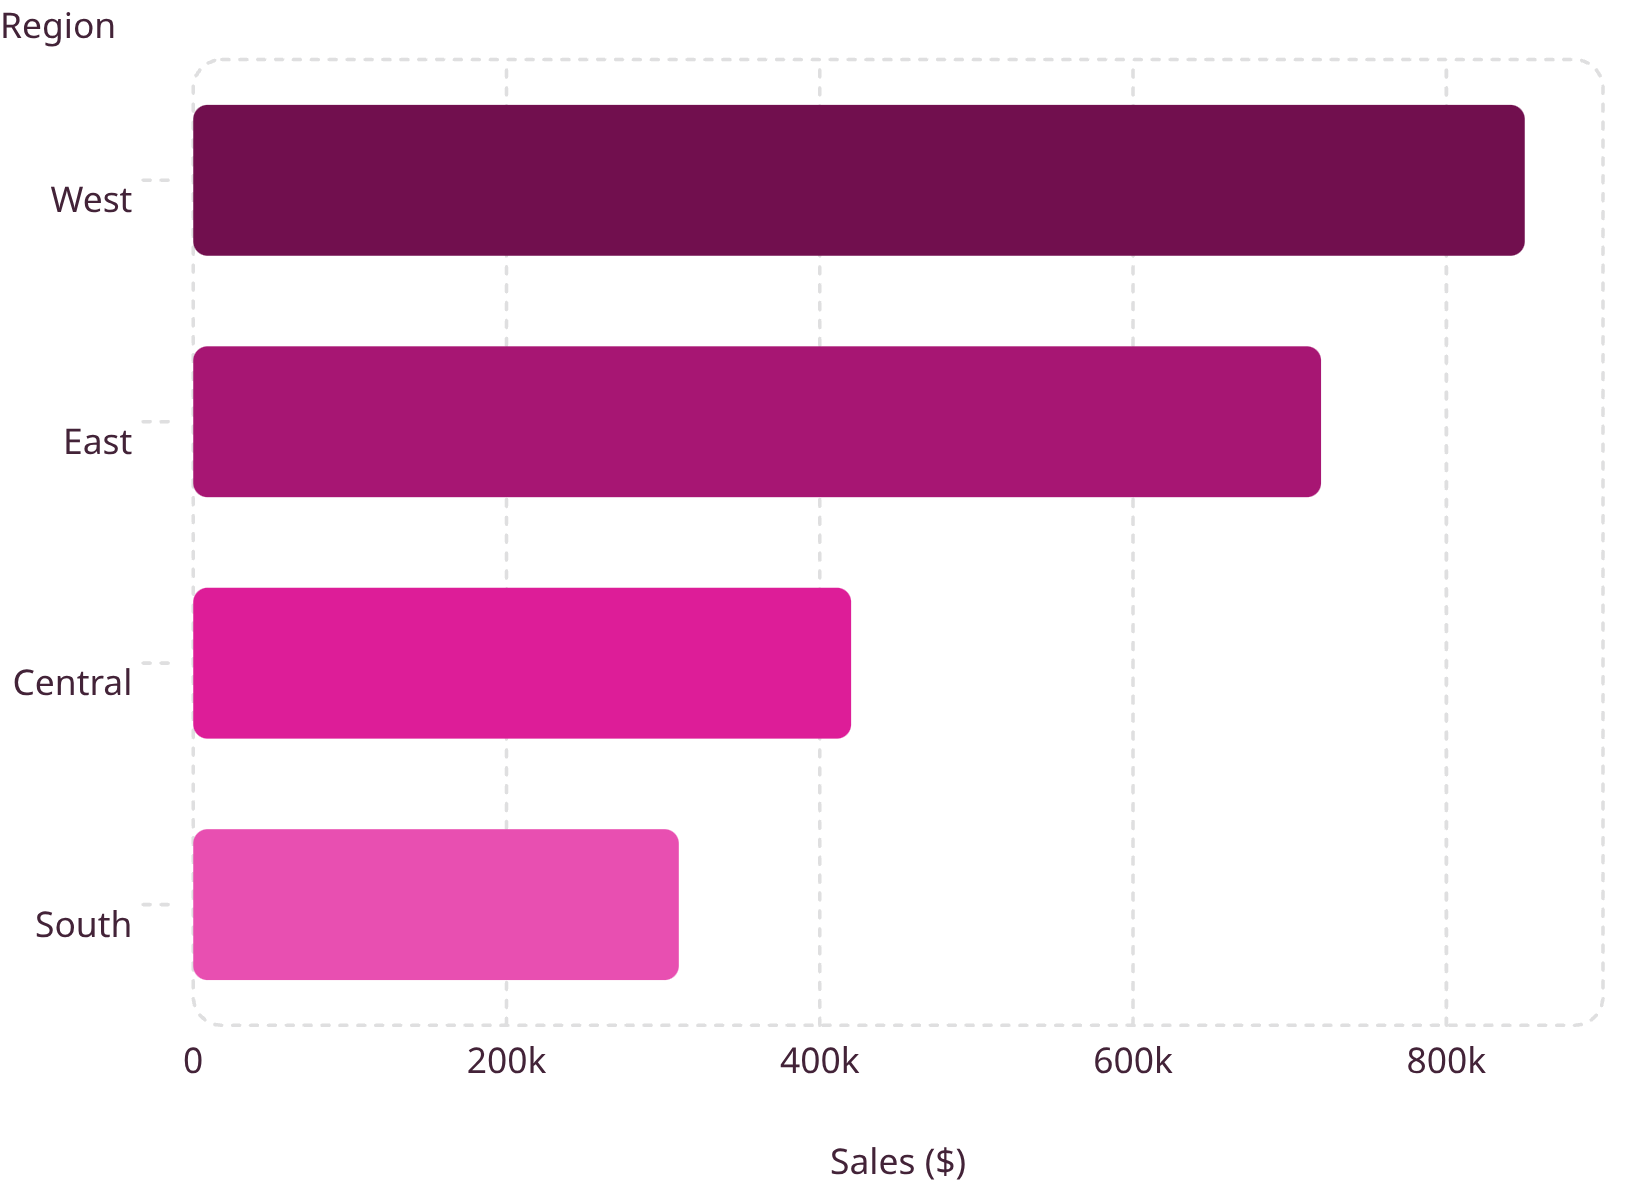 Region
West
East
Central
South
0 200k 400k 600k 800k
Sales ($)